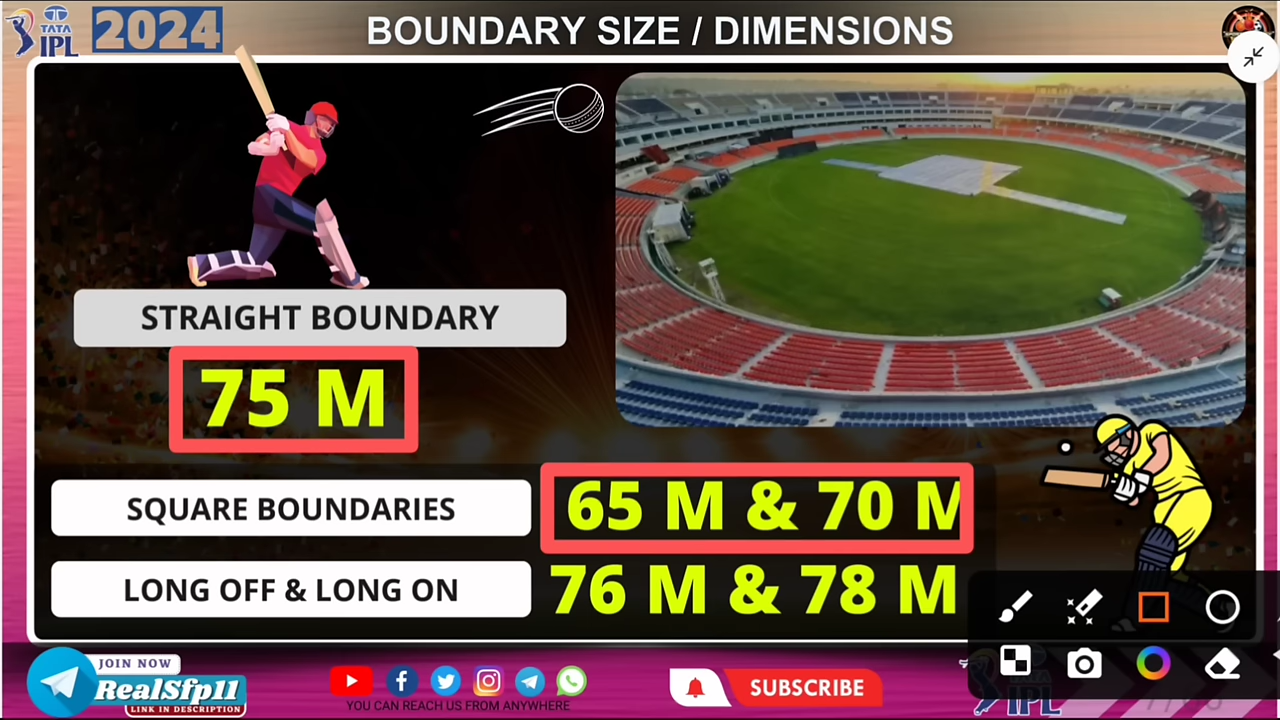 TATA
IPL
2024
BOUNDARY SIZE / DIMENSIONS
STRAIGHT BOUNDARY
75 M
SQUARE BOUNDARIES
65 M & 70 M
LONG OFF & LONG ON
76 M & 78 M
JOIN NOW
RealSfp11
LINK IN DESCRIPTION
YOU CAN REACH US FROM ANYWHERE
SUBSCRIBE
IPL